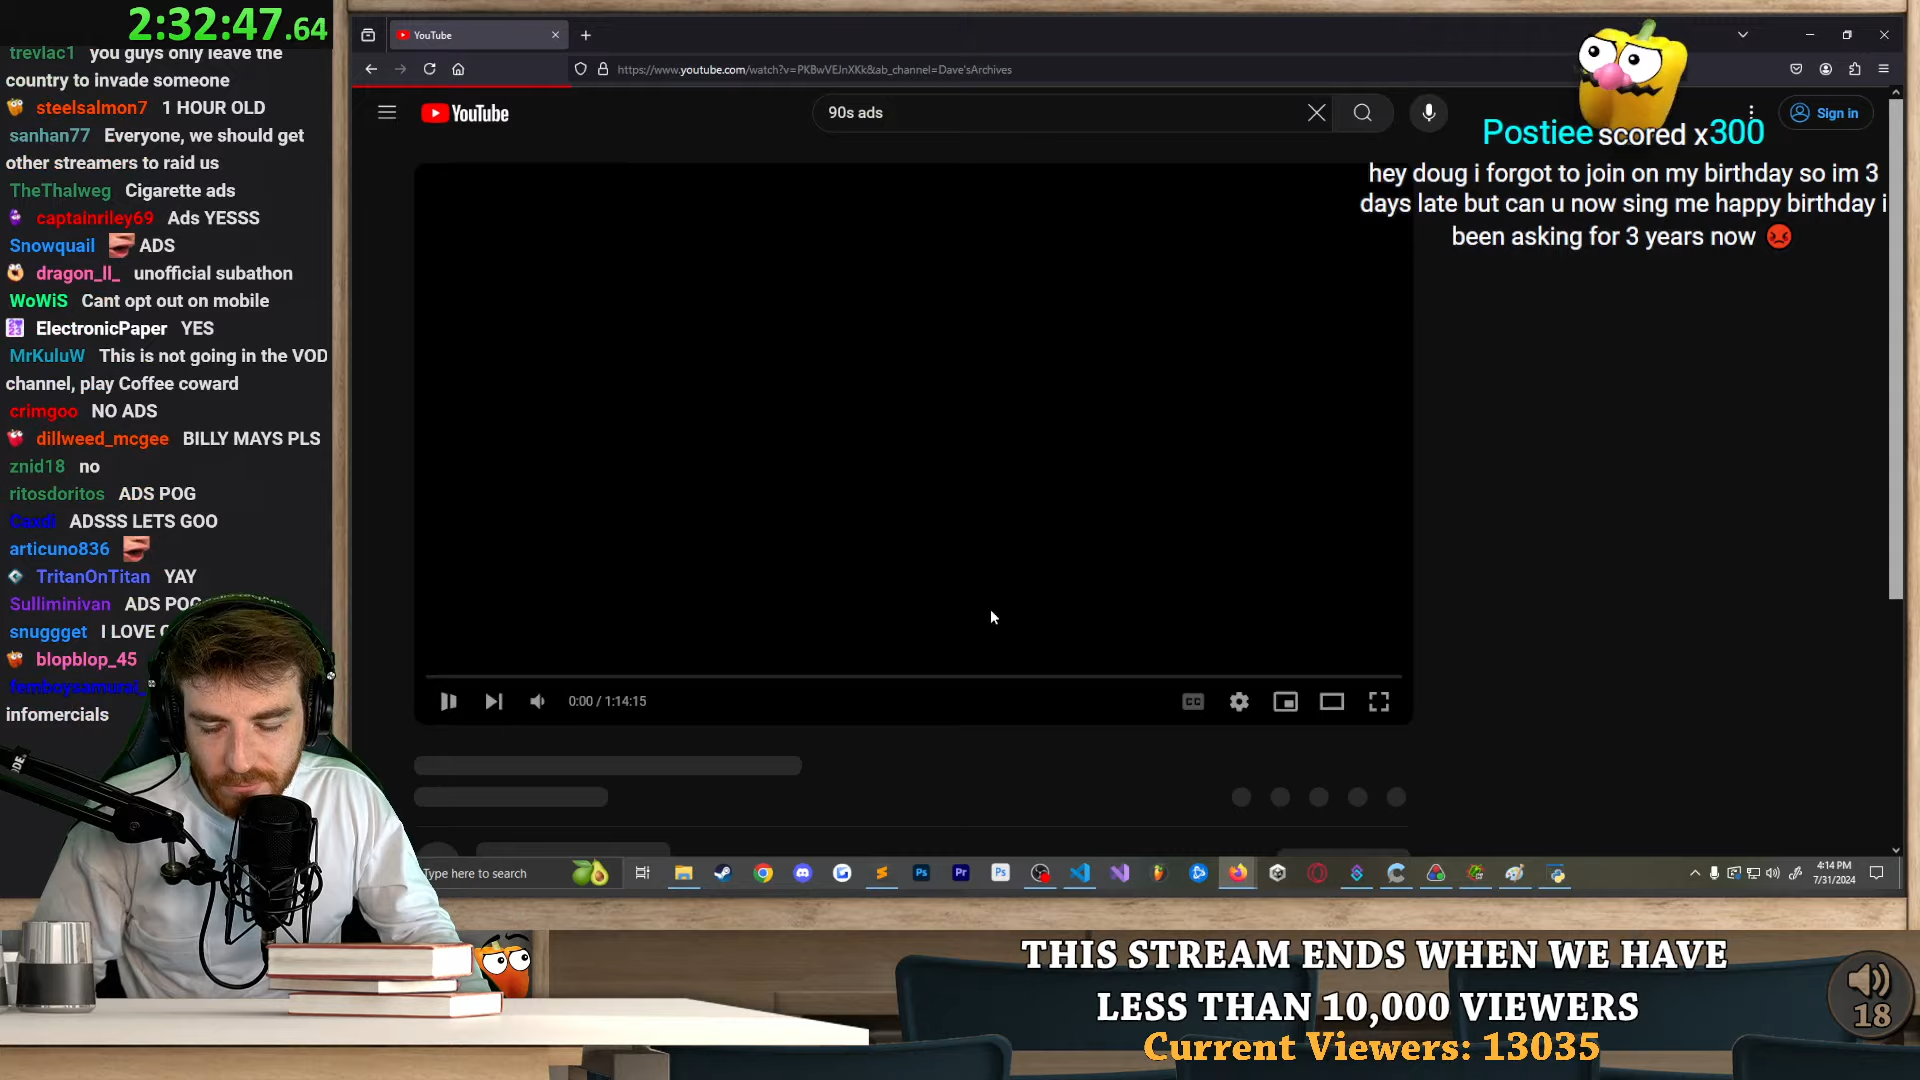 2:32:47.64
trevlac1 you guys only leave the
country to invade someone
steelsalmon7 1 HOUR OLD
sanhan77 Everyone, we should get
other streamers to raid us
TheThalweg Cigarette ads
captainriley69 Ads YESSS
Snowquail ADS
dragon_ll_ unofficial subathon
WoWiS Cant opt out on mobile
ElectronicPaper YES
MrKuluW This is not going in the VOD
channel, play Coffee coward
crimgoo NO ADS
dillweed_mcgee BILLY MAYS PLS
znid18 no
ritosdoritos ADS POG
Caxdi ADSSS LETS GOO
articuno836
TritanOnTitan YAY
Sulliminivan ADS POG
snuggget I LOVE
blopblop_45
femboysamurai_
infomercials
YouTube
https://www.youtube.com/watch?v=PKBwVEJnXKk&ab_channel=Dave'sArchives
YouTube
90s ads
Sign in
Postiee scored x300
hey doug i forgot to join on my birthday so im 3
days late but can u now sing me happy birthday i
been asking for 3 years now
0:00 / 1:14:15
CC
Type here to search
Ps
Pr
Ps
4:14 PM
7/31/2024
THIS STREAM ENDS WHEN WE HAVE
LESS THAN 10,000 VIEWERS
Current Viewers: 13035
18